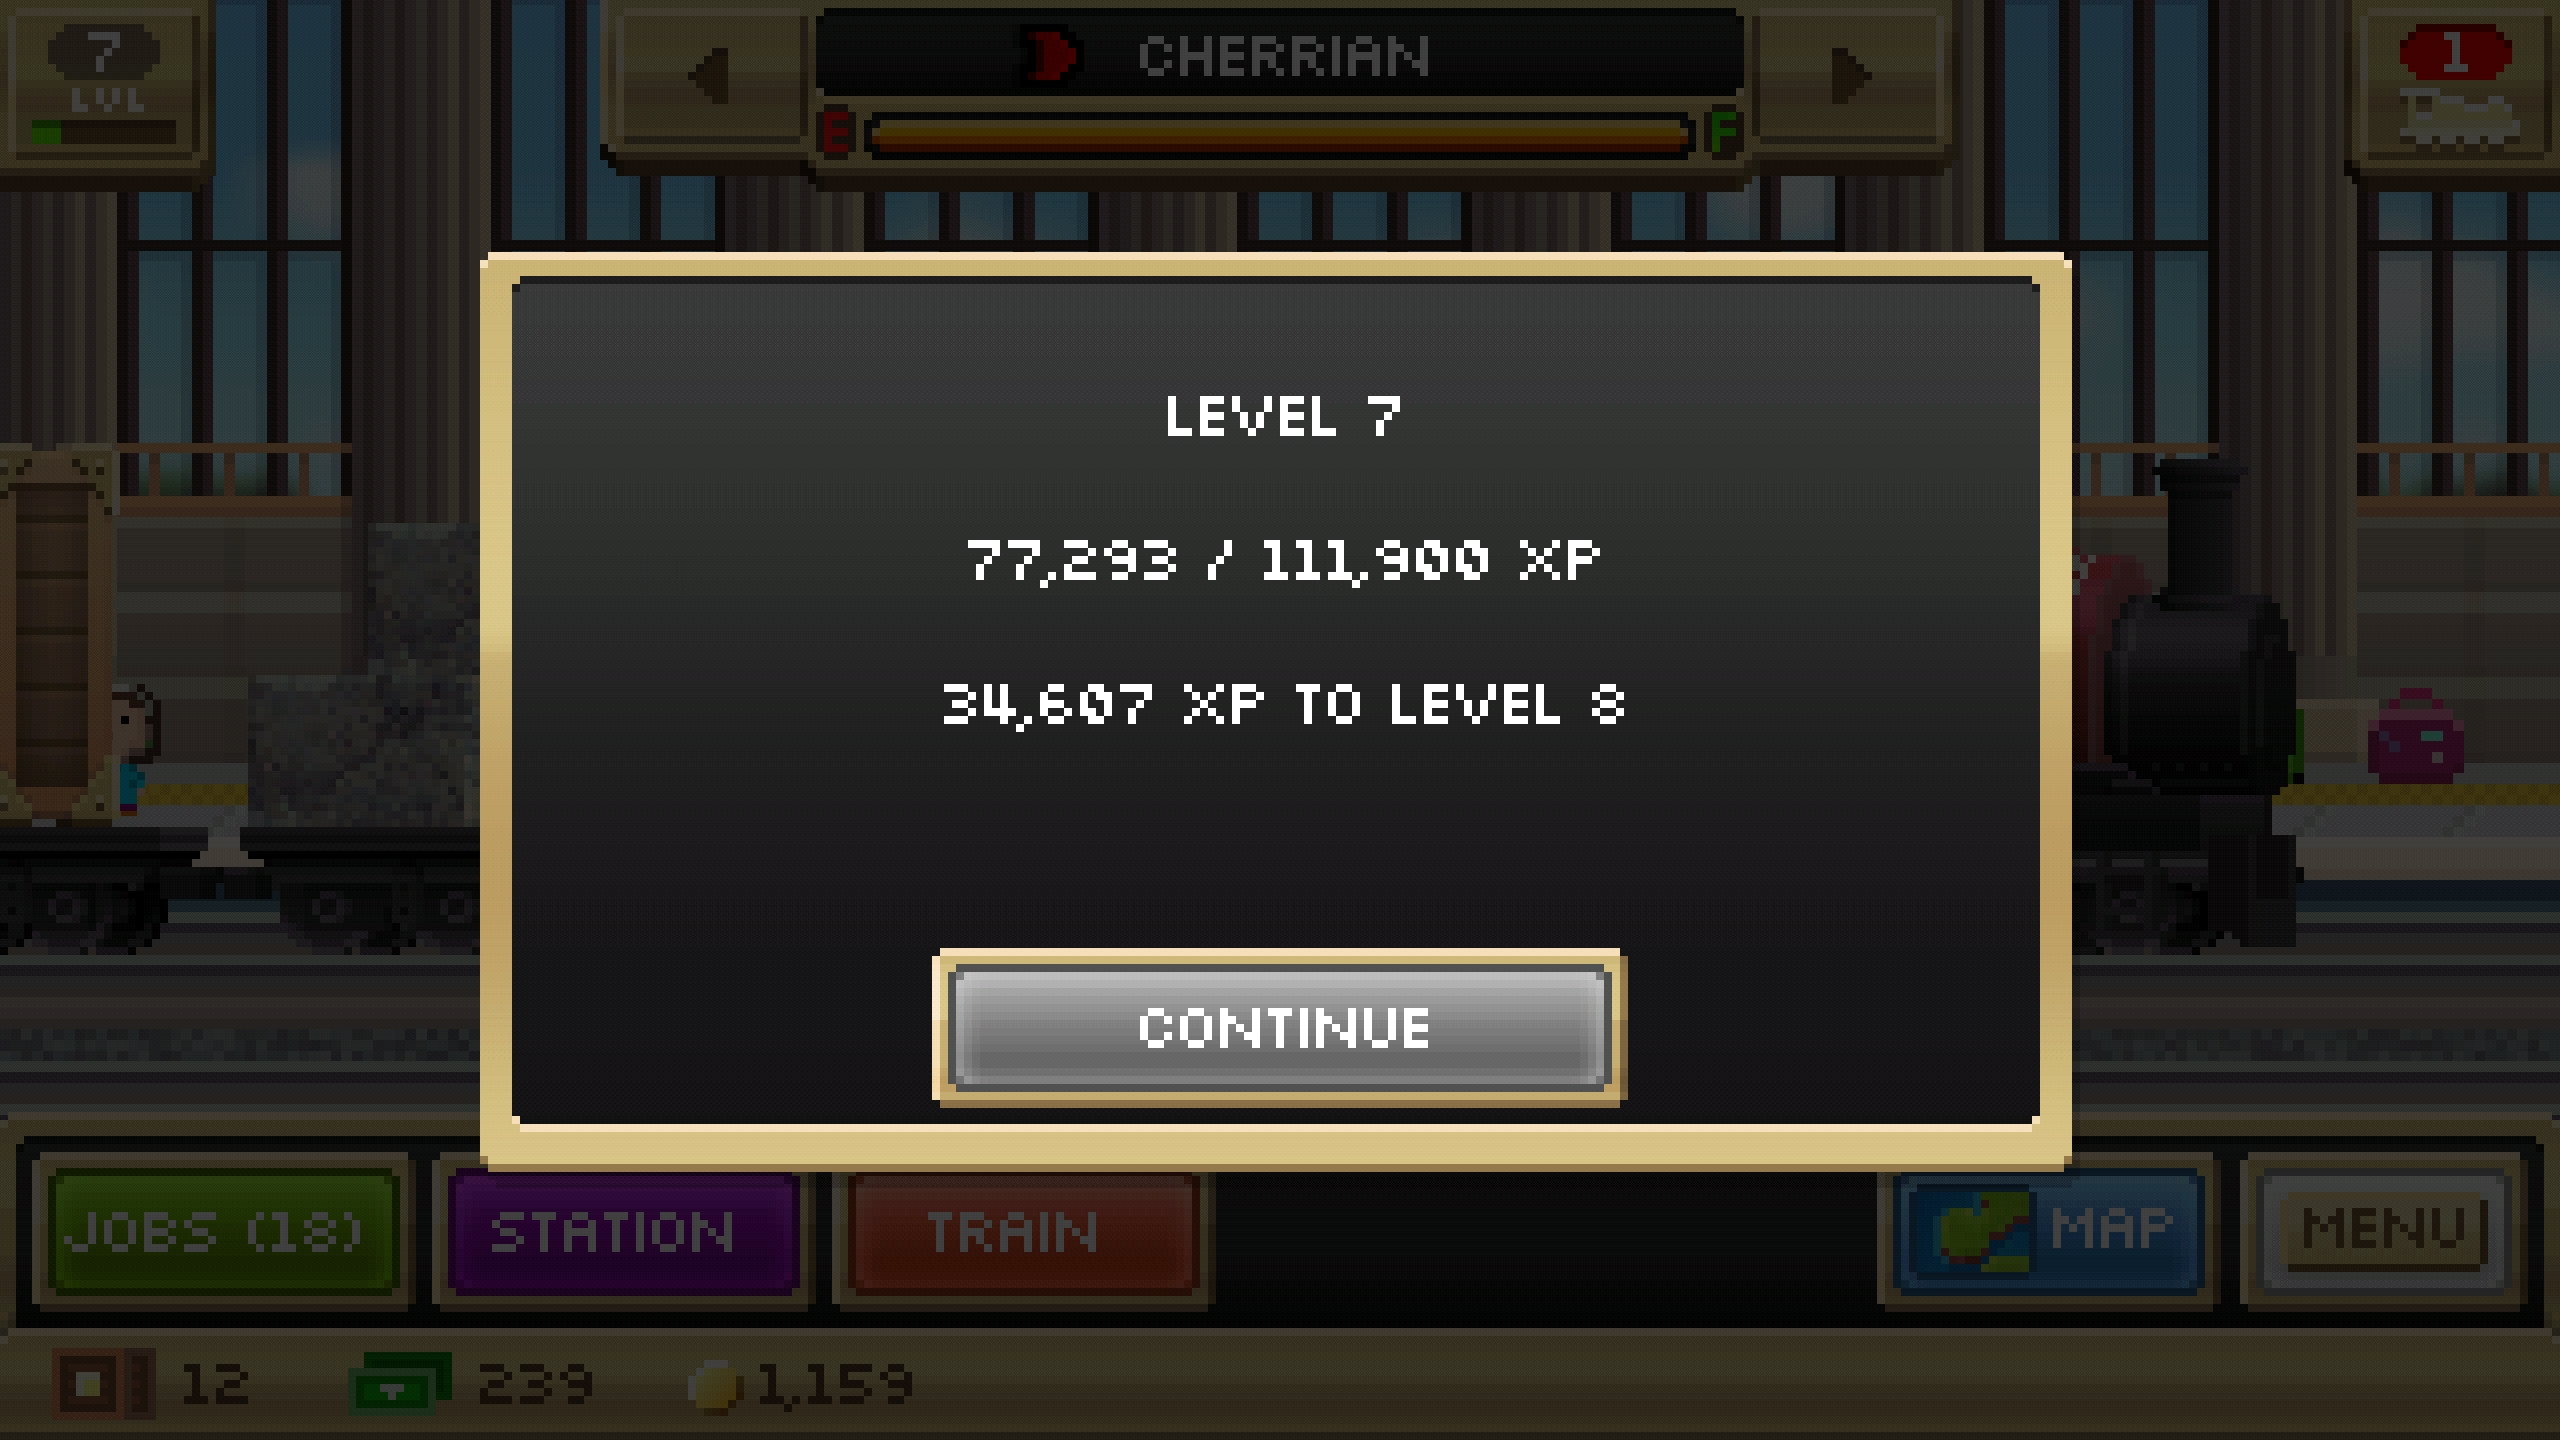 7
LVL
CHERRIAN
1
E
F
LEVEL 7
77,293 / 111,900 XP
34,607 XP TO LEVEL 8
CONTINUE
JOBS (18)
STATION
TRAIN
MAP
MENU
12
239
1,159